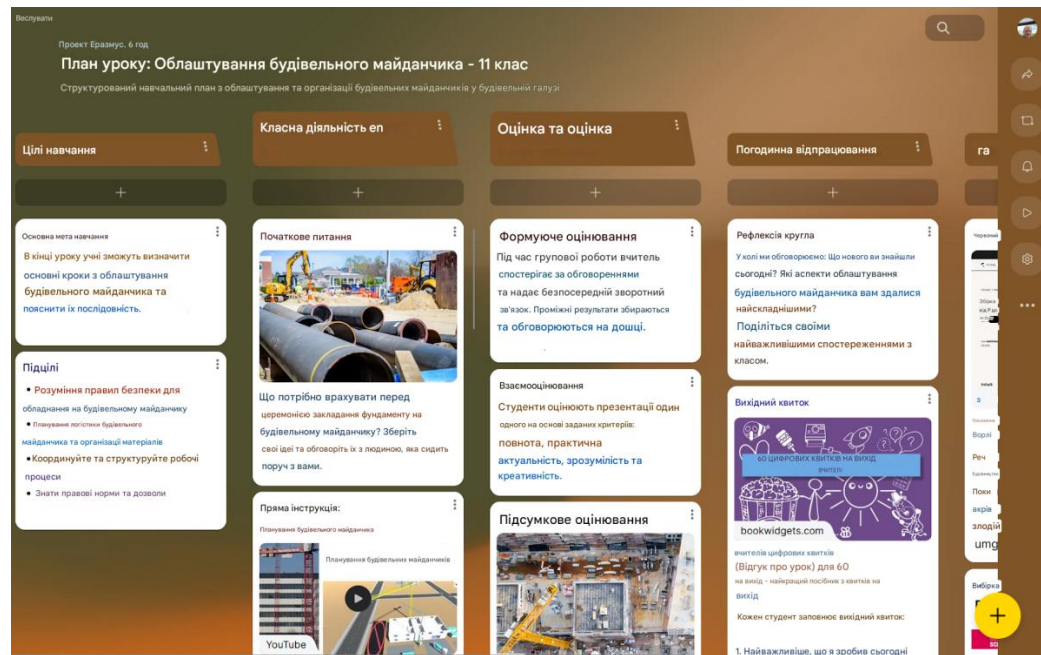 Веслувати
Проект Еразмус. 6 год
План уроку: Облаштування будівельного майданчика - 11 клас
Структурований навчальний план з облаштування та організації будівельних майданчиків у будівельній галузі
Цілі навчання
Основна мета навчання
В кінці уроку учні зможуть визначити
основні кроки з облаштування
будівельного майданчика та
пояснити їх послідовність.
Підцілі
• Розуміння правил безпеки для
обладнання на будівельному майданчику
• Планування логістики будівельного
майданчика та організації матеріалів
•Координуйте та структуруйте робочі
процеси
• Знати правові норми та дозволи
Класна діяльність en
Початкове питання
Що потрібно врахувати перед
церемонією закладання фундаменту на
будівельному майданчику? Зберіть
свої ідеї та обговоріть їх з людиною, яка сидить
поруч з вами.
Пряма інструкція:
Планування будівельного майданчика
Планування будівельних майданчиків
YouTube
Оцінка та оцінка
Формуюче оцінювання
Під час групової роботи вчитель
спостерігає за обговореннями
та надає безпосередній зворотний
зв'язок. Проміжні результати збираються
та обговорюються на дошці.
Взаємооцінювання
Студенти оцінюють презентації один
одного на основі заданих критеріїв:
повнота, практична
актуальність, зрозумілість та
креативність.
Підсумкове оцінювання
Погодинна відпрацювання
Рефлексія кругла
У колі ми обговорюємо: Що нового ви знайшли
сьогодні? Які аспекти облаштування
будівельного майданчика вам здалися
найскладнішими?
Поділіться своїми
найважливішими спостереженнями з
класом.
Вихідний квиток
60 ЦИФРОВИХ КВИТКІВ НА ВИХІД
ВЧИТЕЛІ
bookwidgets.com
вчителів цифрових квитків
(Відгук про урок) для 60
на вихід - найкращий посібник з квитків на
вихід
Кожен студент заповнює вихідний квиток:
1. Найважливіше, що я зробив сьогодні
га
Червоний
Збірка
Ворлі
Реч
Поки
акрів
злодій
umg
Вибірка